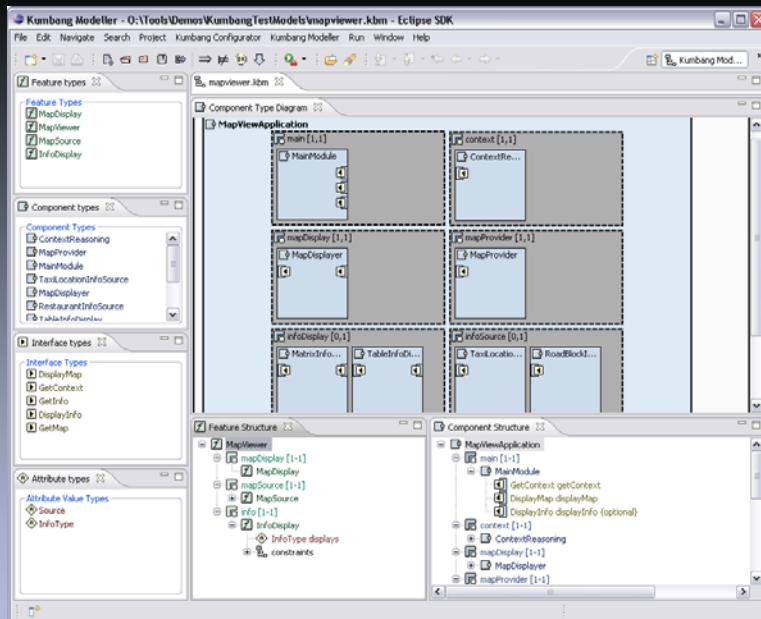 Kumbang Modeller - O:\Tools\Demos\KumbangTestModels\mapviewer.kbm - Eclipse SDK
File Edit Navigate Search Project Kumbang Configurator Kumbang Modeller Run Window Help
Kumbang Mod...
Feature types
Feature Types
MapDisplay
MapViewer
MapSource
InfoDisplay
Component types
Component Types
ContextReasoning
MapProvider
MainModule
TaxiLocationInfoSource
MapDisplayer
RestaurantInfoSource
TableInfoDisplay
Interface types
Interface Types
DisplayMap
GetContext
GetInfo
DisplayInfo
GetMap
Attribute types
Attribute Value Types
Source
InfoType
mapviewer.kbm
Component Type Diagram
MapViewApplication
main [1,1]
MainModule
context [1,1]
ContextRe...
mapDisplay [1,1]
MapDisplayer
mapProvider [1,1]
MapProvider
infoDisplay [0,1]
MatrixInfo...
TableInfoDi...
infoSource [0,1]
TaxiLocatio...
RoadBlockI...
Feature Structure
MapViewer
mapDisplay [1-1]
MapDisplay
mapSource [1-1]
MapSource
info [1-1]
InfoDisplay
InfoType displays
constraints
Component Structure
MapViewApplication
main [1-1]
MainModule
GetContext getContext
DisplayMap displayMap
DisplayInfo displayInfo {optional}
context [1-1]
ContextReasoning
mapDisplay [1-1]
MapDisplayer
mapProvider [1-1]